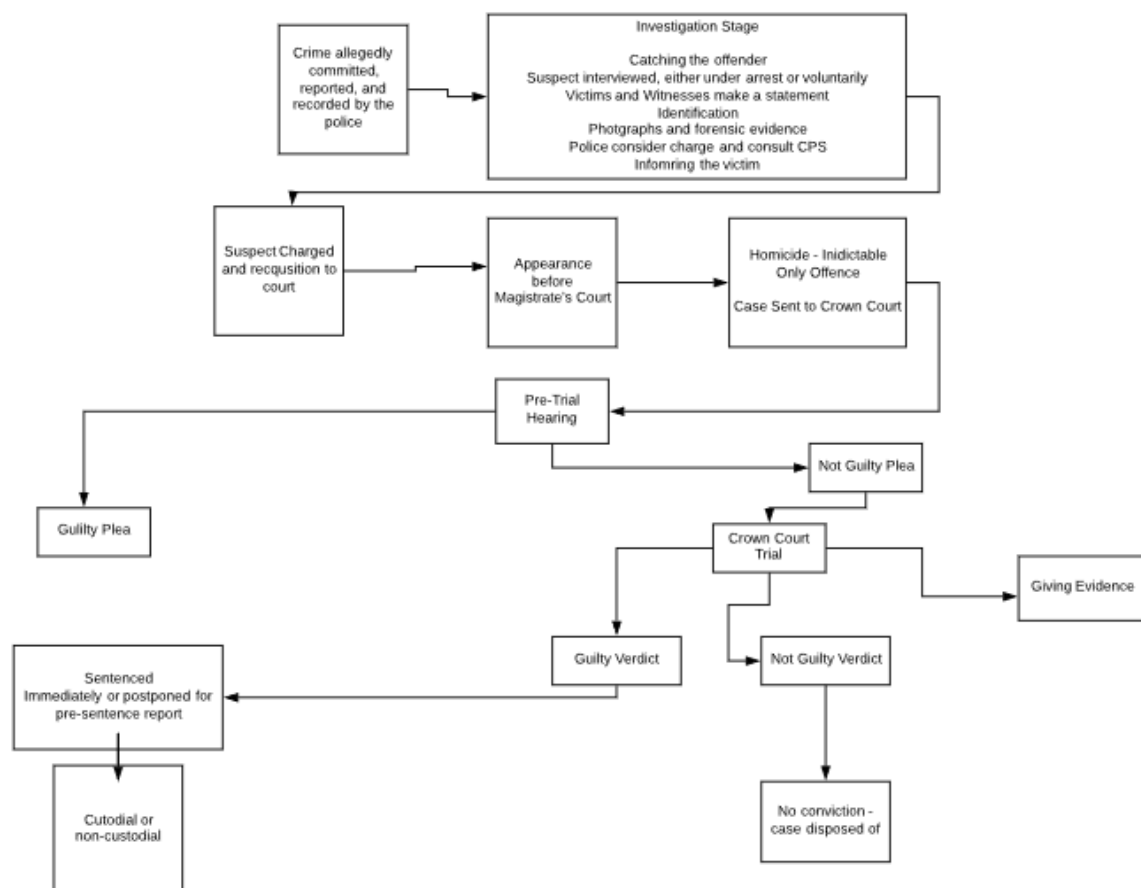 Crime allegedly
committed,
reported, and
recorded by the
police
Investigation Stage
Catching the offender
Suspect interviewed, either under arrest or voluntarily
Victims and Witnesses make a statement
Identification
Photgraphs and forensic evidence
Police consider charge and consult CPS
Infomring the victim
Suspect Charged
and recqusition to
court
Appearance
before
Magistrate's Court
Homicide - Inidictable
Only Offence
Case Sent to Crown Court
Pre-Trial
Hearing
Not Guilty Plea
Gulilty Plea
Crown Court
Trial
Giving Evidence
Guilty Verdict
Not Guilty Verdict
Sentenced
Immediately or postponed for
pre-sentence report
No conviction -
case disposed of
Cutodial or
non-custodial